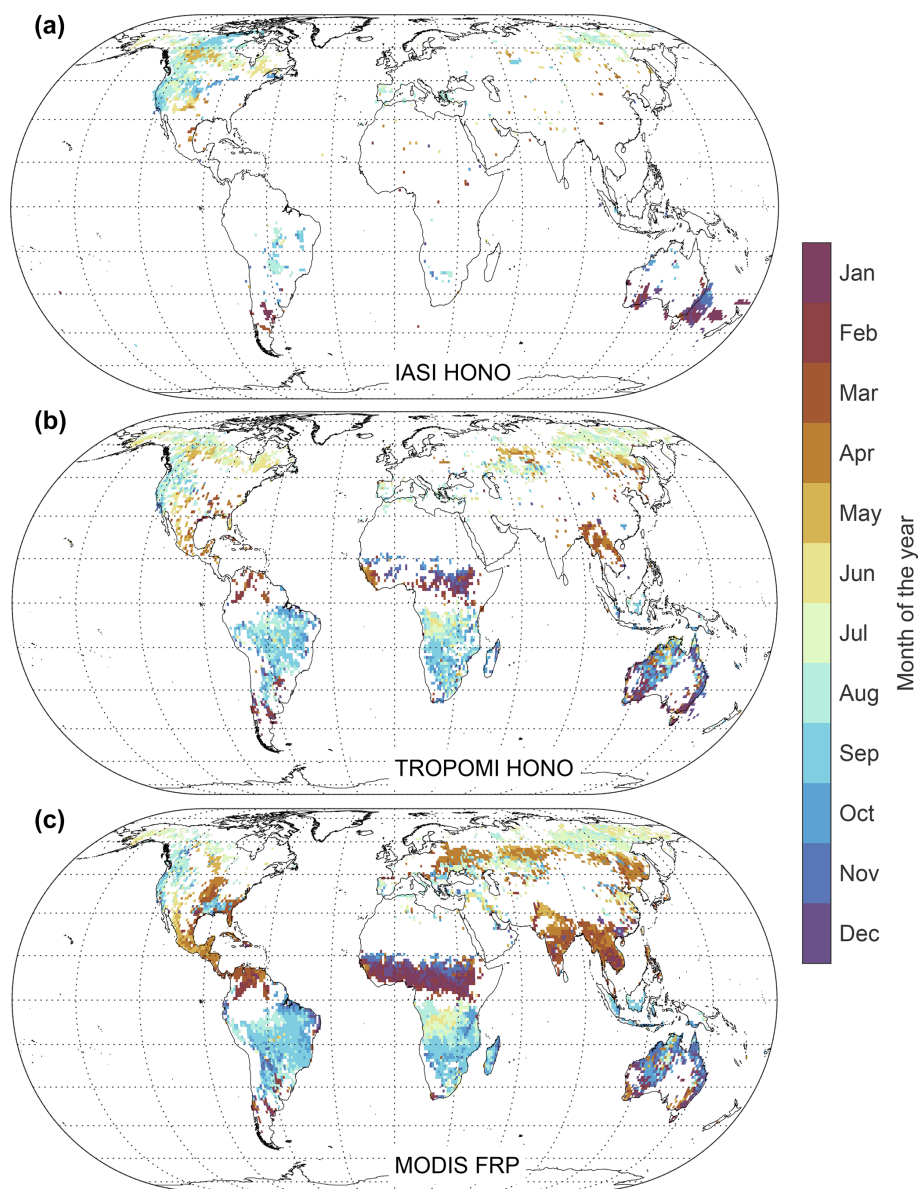 (a)
IASI HONO
(b)
TROPOMI HONO
(c)
MODIS FRP
Jan
Feb
Mar
Apr
May
Jun
Jul
Aug
Sep
Oct
Nov
Dec
Month of the year